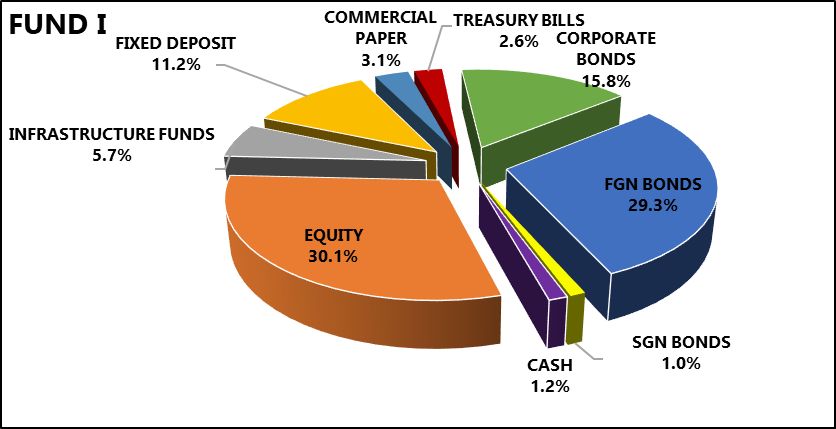 FUND I
COMMERCIAL
PAPER
3.1%
TREASURY BILLS
2.6%
CORPORATE
BONDS
15.8%
FIXED DEPOSIT
11.2%
INFRASTRUCTURE FUNDS
5.7%
FGN BONDS
29.3%
EQUITY
30.1%
SGN BONDS
1.0%
CASH
1.2%